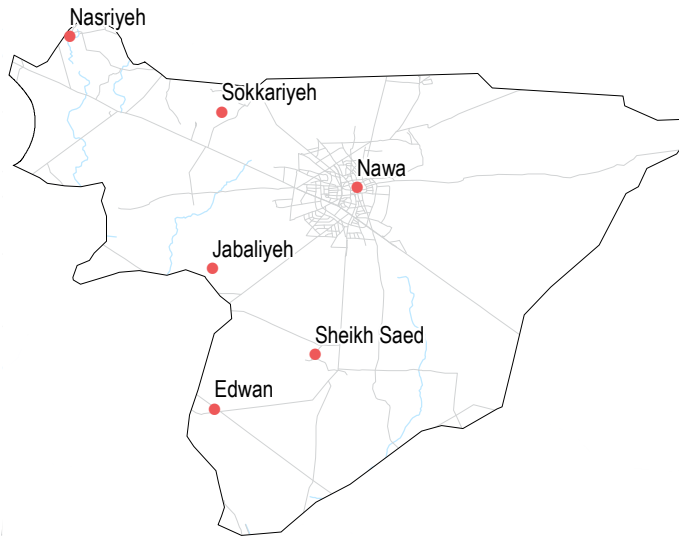 Nasriyeh
Sokkariyeh
Nawa
Jabaliyeh
Sheikh Saed
Edwan